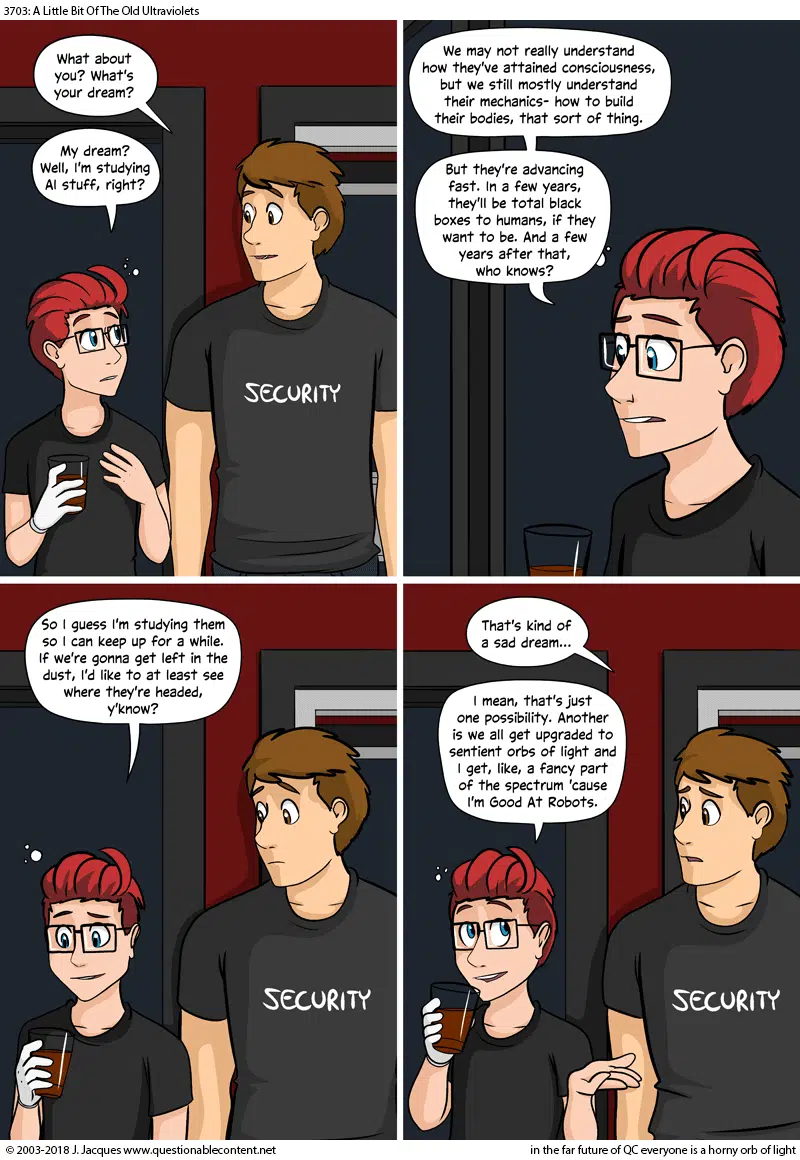 3703: A Little Bit Of The Old Ultraviolets
What about
you? What's
your dream?
My dream?
Well, I'm studying
AI stuff, right?
SECURITY
We may not really understand
how they've attained consciousness,
but we still mostly understand
their mechanics- how to build
their bodies, that sort of thing.
But they're advancing
fast. In a few years,
they'll be total black
boxes to humans, if they
want to be. And a few
years after that,
who knows?
So I guess I'm studying them
so I can keep up for a while.
If we're gonna get left in the
dust, I'd like to at least see
where they're headed,
y'know?
SECURITY
That's kind of
a sad dream...
I mean, that's just
one possibility. Another
is we all get upgraded to
sentient orbs of light and
I get, like, a fancy part
of the spectrum 'cause
I'm Good At Robots.
SECURITY
© 2003-2018 J. Jacques www.questionablecontent.net
in the far future of QC everyone is a horny orb of light